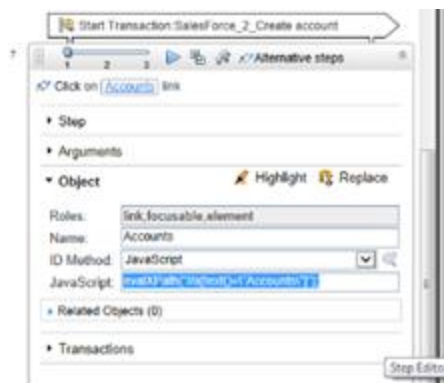 Start Transaction:SalesForce_2_Create account
1 2 3 Alternative steps
Click on Accounts link
Step
Arguments
Object Highlight Replace
Roles: link,focusable,element
Name: Accounts
ID Method: JavaScript
JavaScript:
Related Objects (0)
Transactions
Step Editor